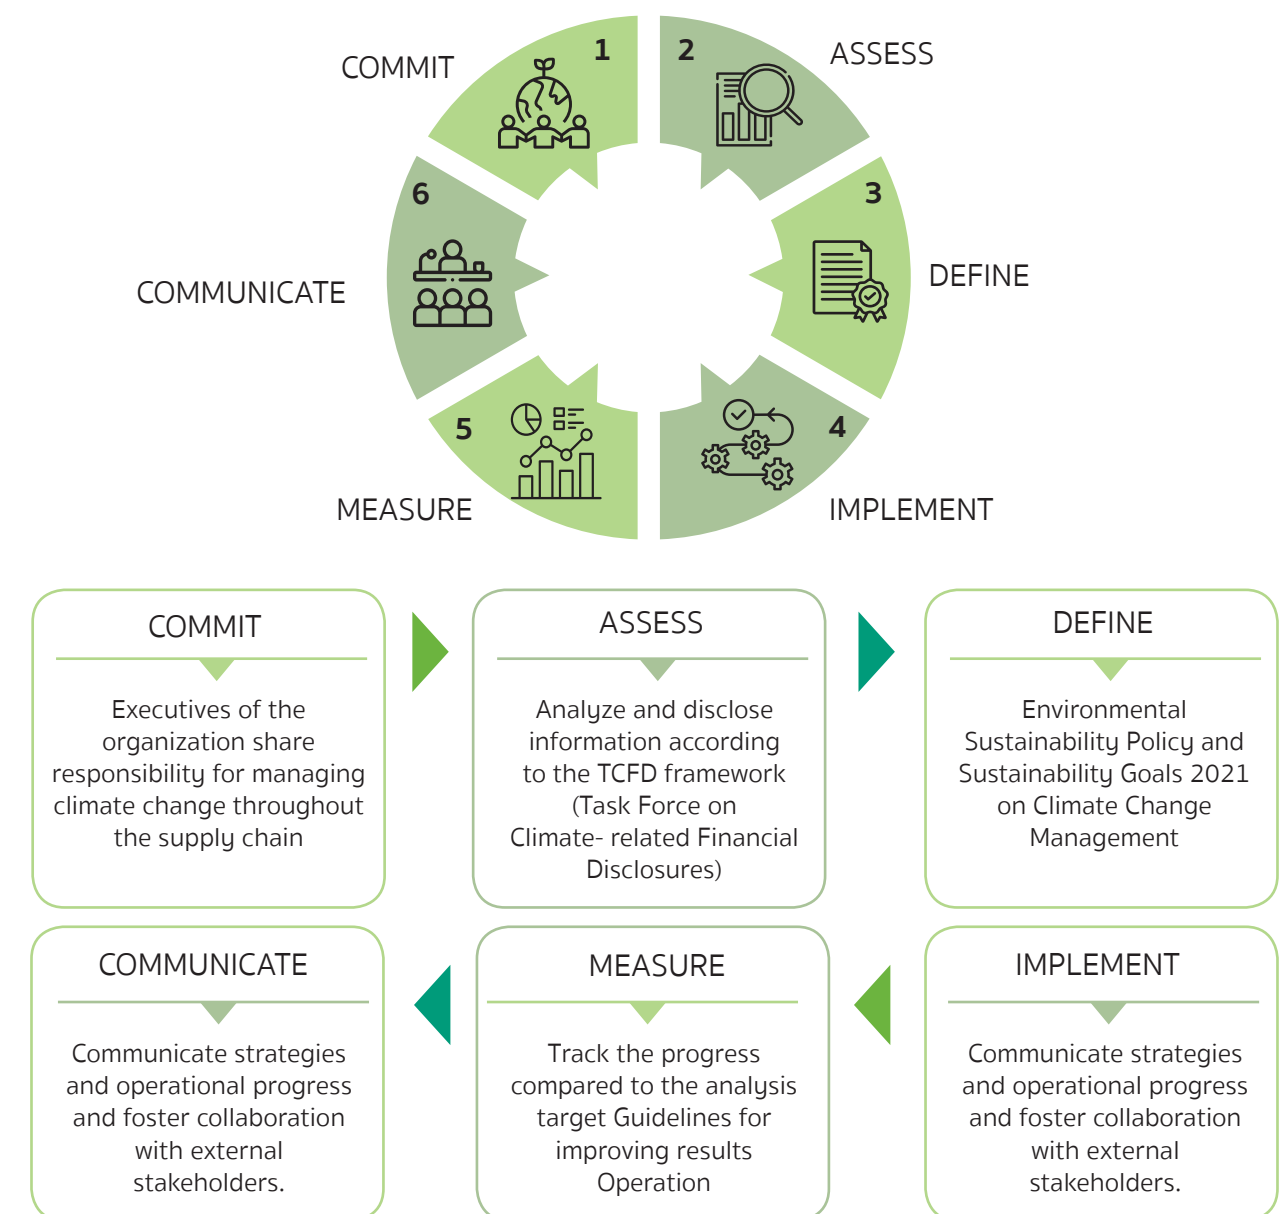 COMMIT
1
2
ASSESS
6
3
COMMUNICATE
DEFINE
5
4
MEASURE
IMPLEMENT
COMMIT
Executives of the
organization share
responsibility for managing
climate change throughout
the supply chain
ASSESS
Analyze and disclose
information according
to the TCFD framework
(Task Force on
Climate- related Financial
Disclosures)
DEFINE
Environmental
Sustainability Policy and
Sustainability Goals 2021
on Climate Change
Management
COMMUNICATE
Communicate strategies
and operational progress
and foster collaboration
with external
stakeholders.
MEASURE
Track the progress
compared to the analysis
target Guidelines for
improving results
Operation
IMPLEMENT
Communicate strategies
and operational progress
and foster collaboration
with external
stakeholders.